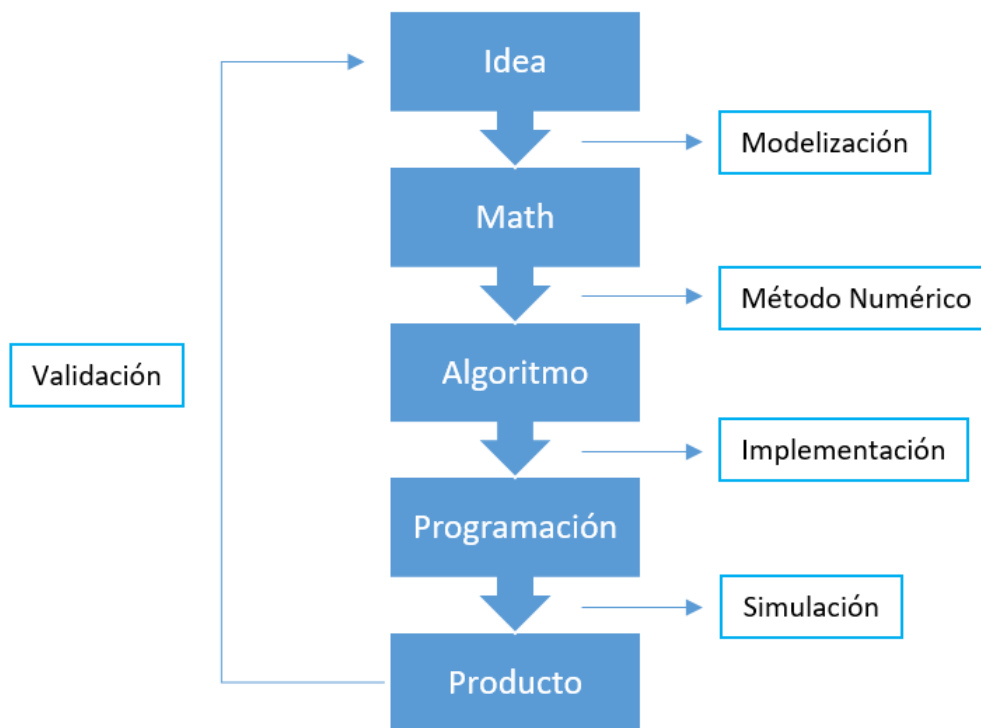 Idea
Modelización
Math
Método Numérico
Validación
Algoritmo
Implementación
Programación
Simulación
Producto